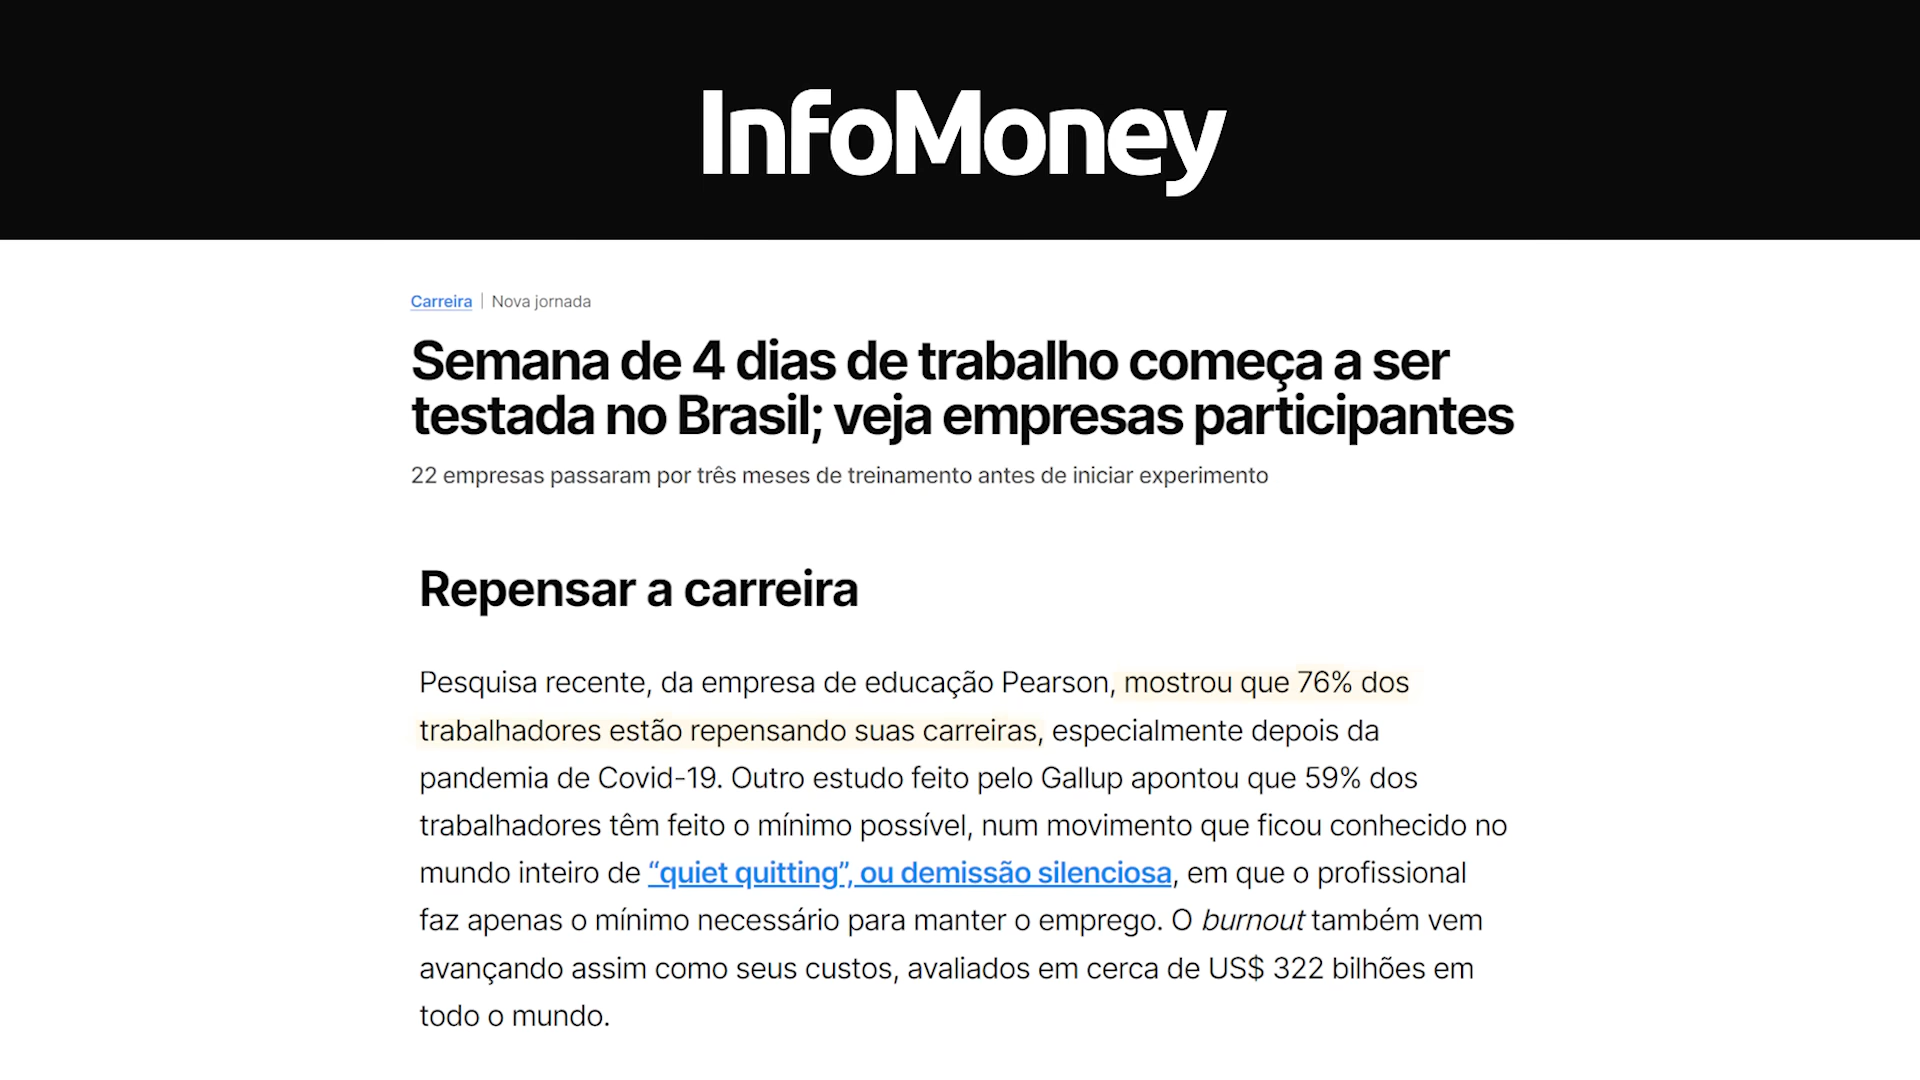 InfoMoney
Carreira | Nova jornada
Semana de 4 dias de trabalho começa a ser
testada no Brasil; veja empresas participantes
22 empresas passaram por três meses de treinamento antes de iniciar experimento
Repensar a carreira
Pesquisa recente, da empresa de educação Pearson, mostrou que 76% dos
trabalhadores estão repensando suas carreiras, especialmente depois da
pandemia de Covid-19. Outro estudo feito pelo Gallup apontou que 59% dos
trabalhadores têm feito o mínimo possível, num movimento que ficou conhecido no
mundo inteiro de “quiet quitting”, ou demissão silenciosa, em que o profissional
faz apenas o mínimo necessário para manter o emprego. O burnout também vem
avançando assim como seus custos, avaliados em cerca de US$ 322 bilhões em
todo o mundo.